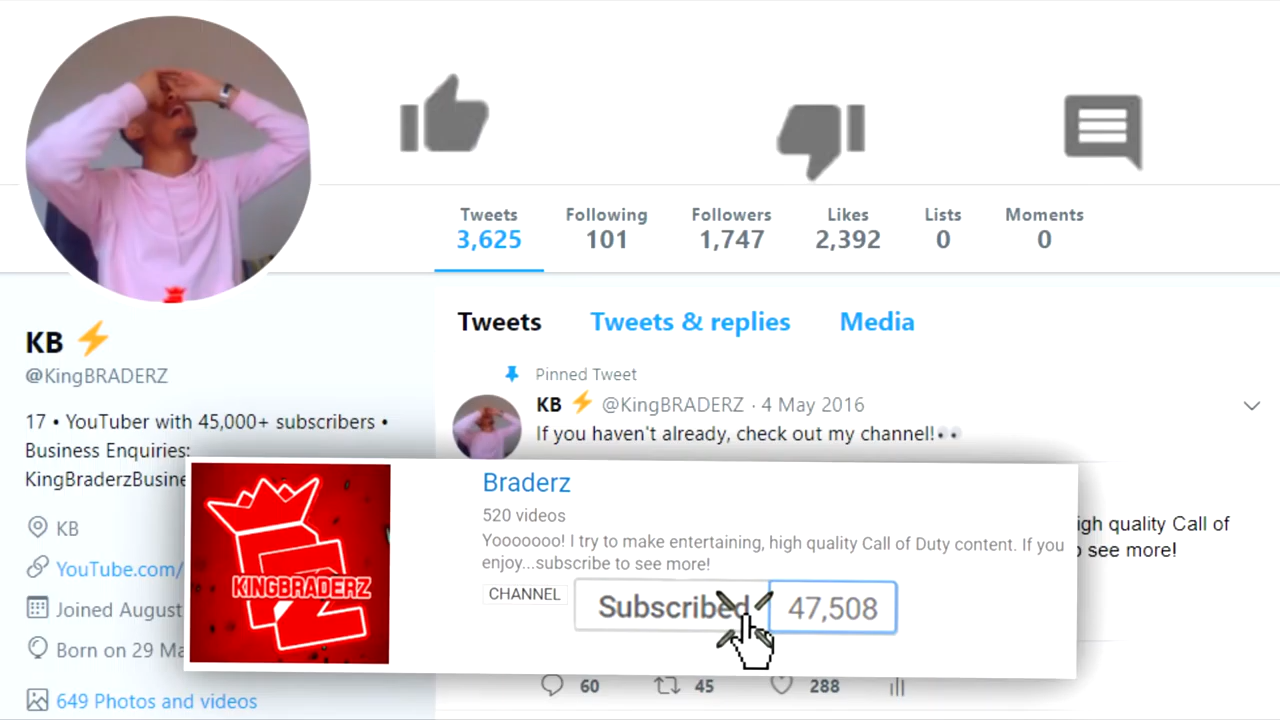 Tweets Following Followers Likes Lists Moments
3,625 101 1,747 2,392 0 0
KB⚡
@KingBRADERZ
17 • YouTuber with 45,000+ subscribers •
Business Enquiries:
KingBraderzBusine
KB
YouTube.com/
Joined August
Born on 29 Ma
649 Photos and videos
Tweets Tweets & replies Media
Pinned Tweet
KB⚡ @KingBRADERZ · 4 May 2016
If you haven't already, check out my channel!👀
igh quality Call of
see more!
KINGBRADERZ
Braderz
520 videos
Yooooooo! I try to make entertaining, high quality Call of Duty content. If you
enjoy...subscribe to see more!
CHANNEL
Subscribed 47,508
60 45 288